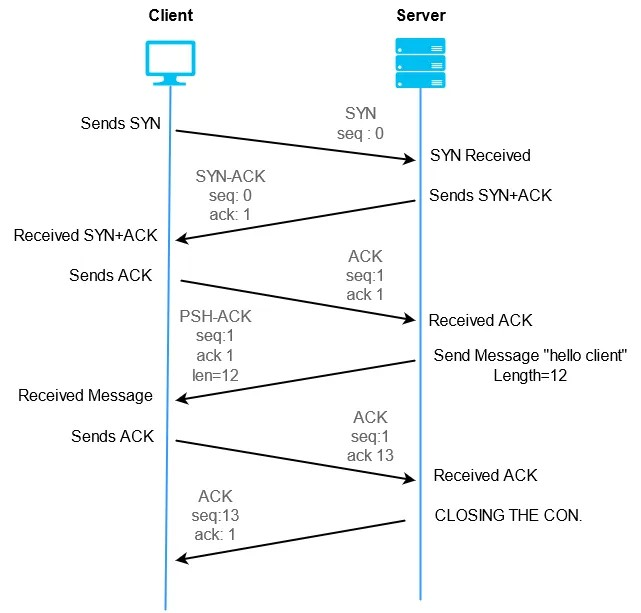 Client
Server
Sends SYN
SYN
seq : 0
SYN Received
SYN-ACK
seq: 0
ack: 1
Sends SYN+ACK
Received SYN+ACK
Sends ACK
ACK
seq:1
ack 1
Received ACK
PSH-ACK
seq:1
ack 1
len=12
Send Message "hello client"
Length=12
Received Message
Sends ACK
ACK
seq:1
ack 13
Received ACK
ACK
seq:13
ack: 1
CLOSING THE CON.